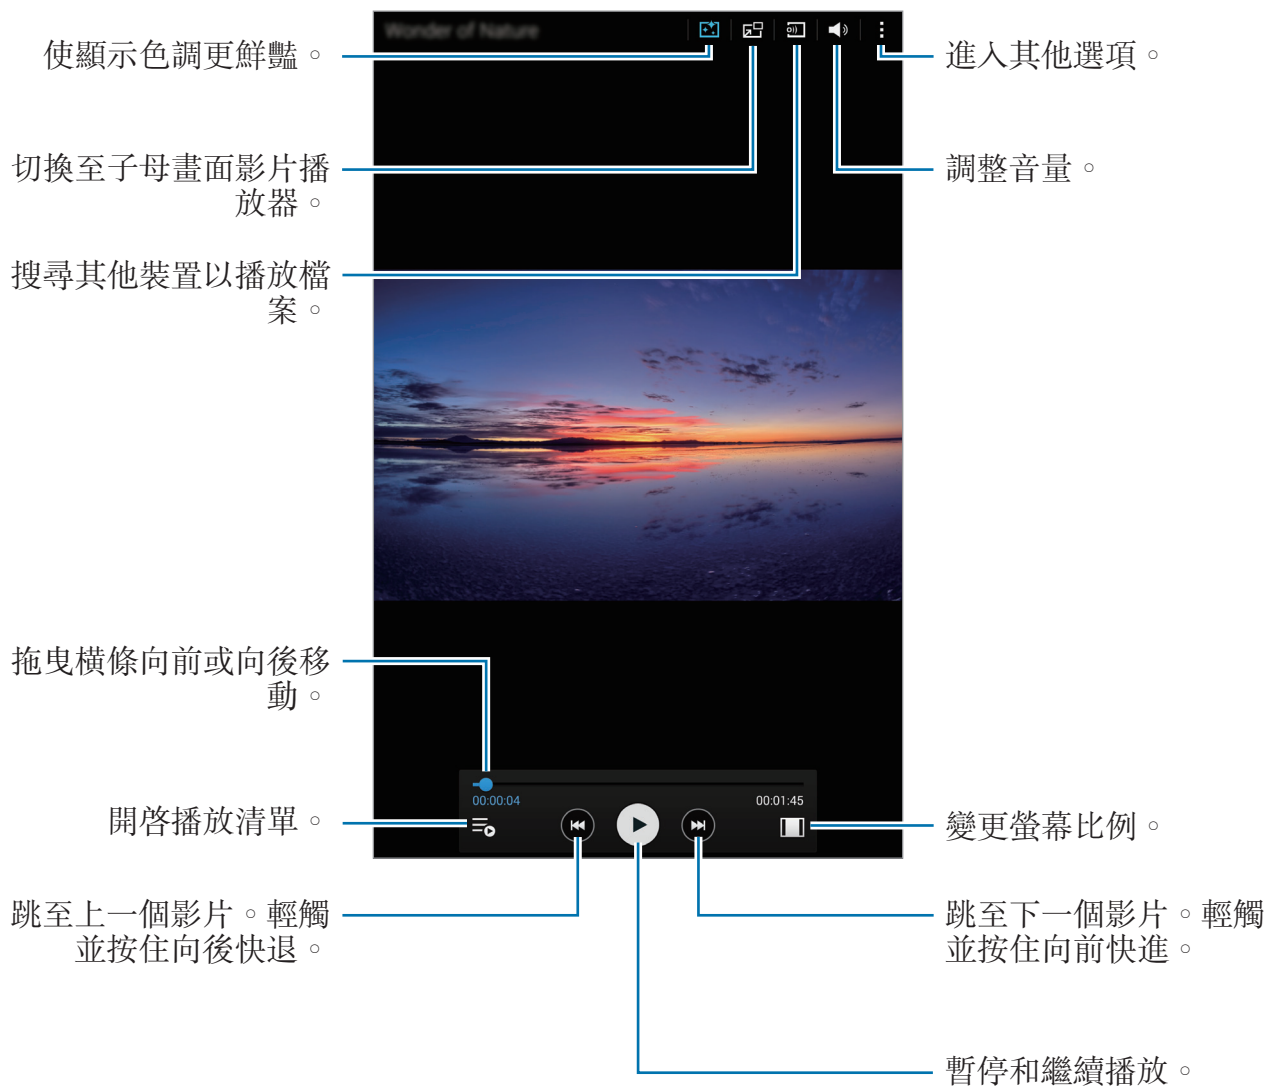 Wonder of Nature
使顯示色調更鮮豔。
進入其他選項。
切換至子母畫面影片播
放器。
調整音量。
搜尋其他裝置以播放檔
案。
拖曳橫條向前或向後移
動。
00:00:04
00:01:45
開啓播放清單。
變更螢幕比例。
跳至上一個影片。輕觸
並按住向後快退。
跳至下一個影片。輕觸
並按住向前快進。
暫停和繼續播放。